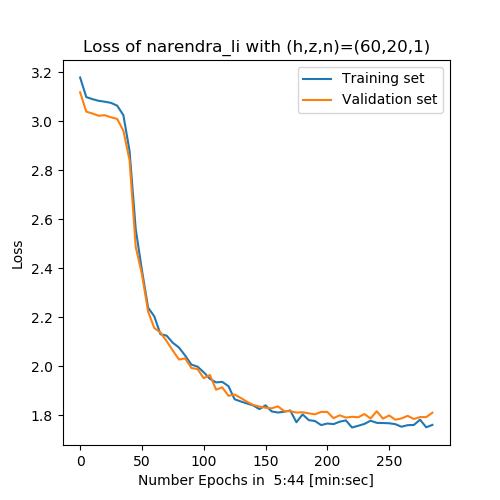 Loss of narendra_li with (h,z,n)=(60,20,1)
Training set
Validation set
3.2
3.0
2.8
2.6
2.4
2.2
2.0
1.8
Loss
0 50 100 150 200 250
Number Epochs in  5:44 [min:sec]